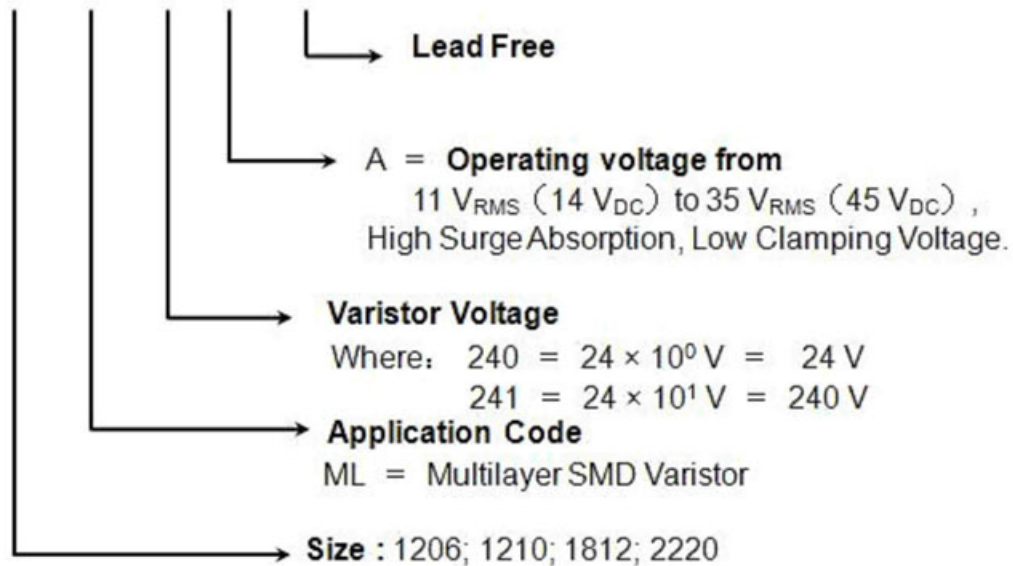 Lead Free
A = Operating voltage from
11 VRMS (14 VDC) to 35 VRMS (45 VDC) ,
High Surge Absorption, Low Clamping Voltage.
Varistor Voltage
Where: 240 = 24 × 10⁰ V = 24 V
241 = 24 × 10¹ V = 240 V
Application Code
ML = Multilayer SMD Varistor
Size : 1206; 1210; 1812; 2220